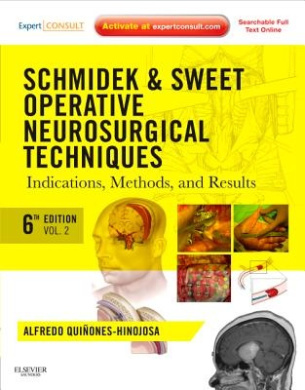 Expert CONSULT
Activate at expertconsult.com
Searchable Full
Text Online
SCHMIDEK & SWEET
OPERATIVE
NEUROSURGICAL
TECHNIQUES
Indications, Methods, and Results
6TH EDITION
VOL. 2
ALFREDO QUIÑONES-HINOJOSA
ELSEVIER
SAUNDERS